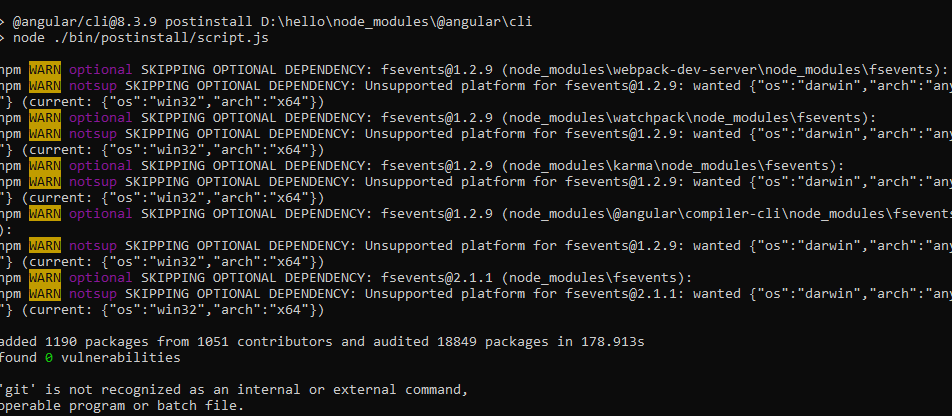 > @angular/cli@8.3.9 postinstall D:\hello\node_modules\@angular\cli
> node ./bin/postinstall/script.js
npm WARN optional SKIPPING OPTIONAL DEPENDENCY: fsevents@1.2.9 (node_modules\webpack-dev-server\node_modules\fsevents):
npm WARN notsup SKIPPING OPTIONAL DEPENDENCY: Unsupported platform for fsevents@1.2.9: wanted {"os":"darwin","arch":"any
"} (current: {"os":"win32","arch":"x64"})
npm WARN optional SKIPPING OPTIONAL DEPENDENCY: fsevents@1.2.9 (node_modules\watchpack\node_modules\fsevents):
npm WARN notsup SKIPPING OPTIONAL DEPENDENCY: Unsupported platform for fsevents@1.2.9: wanted {"os":"darwin","arch":"any
"} (current: {"os":"win32","arch":"x64"})
npm WARN optional SKIPPING OPTIONAL DEPENDENCY: fsevents@1.2.9 (node_modules\karma\node_modules\fsevents):
npm WARN notsup SKIPPING OPTIONAL DEPENDENCY: Unsupported platform for fsevents@1.2.9: wanted {"os":"darwin","arch":"any
"} (current: {"os":"win32","arch":"x64"})
npm WARN optional SKIPPING OPTIONAL DEPENDENCY: fsevents@1.2.9 (node_modules\@angular\compiler-cli\node_modules\fsevents
):
npm WARN notsup SKIPPING OPTIONAL DEPENDENCY: Unsupported platform for fsevents@1.2.9: wanted {"os":"darwin","arch":"any
"} (current: {"os":"win32","arch":"x64"})
npm WARN optional SKIPPING OPTIONAL DEPENDENCY: fsevents@2.1.1 (node_modules\fsevents):
npm WARN notsup SKIPPING OPTIONAL DEPENDENCY: Unsupported platform for fsevents@2.1.1: wanted {"os":"darwin","arch":"any
"} (current: {"os":"win32","arch":"x64"})
added 1190 packages from 1051 contributors and audited 18849 packages in 178.913s
found 0 vulnerabilities
'git' is not recognized as an internal or external command,
operable program or batch file.